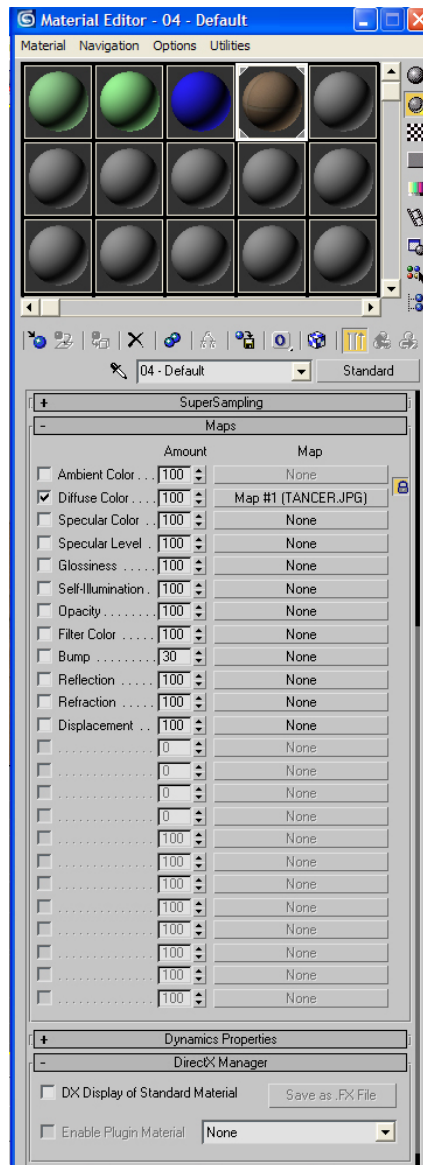 Material Editor - 04 - Default
Material Navigation Options Utilities
04 - Default Standard
+ SuperSampling
- Maps
Amount Map
Ambient Color . . . 100 None
Diffuse Color . . . . 100 Map #1 (TANCER.JPG)
Specular Color . . 100 None
Specular Level . 100 None
Glossiness . . . . . 100 None
Self-Illumination . 100 None
Opacity . . . . . . . . 100 None
Filter Color . . . . . 100 None
Bump . . . . . . . . . 30 None
Reflection . . . . . 100 None
Refraction . . . . . 100 None
Displacement . . 100 None
. . . . . . . . . . . . . . 0 None
. . . . . . . . . . . . . . 0 None
. . . . . . . . . . . . . . 0 None
. . . . . . . . . . . . . . 0 None
. . . . . . . . . . . . . . 100 None
. . . . . . . . . . . . . . 100 None
. . . . . . . . . . . . . . 100 None
. . . . . . . . . . . . . . 100 None
. . . . . . . . . . . . . . 100 None
. . . . . . . . . . . . . . 100 None
. . . . . . . . . . . . . . 100 None
. . . . . . . . . . . . . . 100 None
+ Dynamics Properties
- DirectX Manager
DX Display of Standard Material Save as .FX File
Enable Plugin Material None